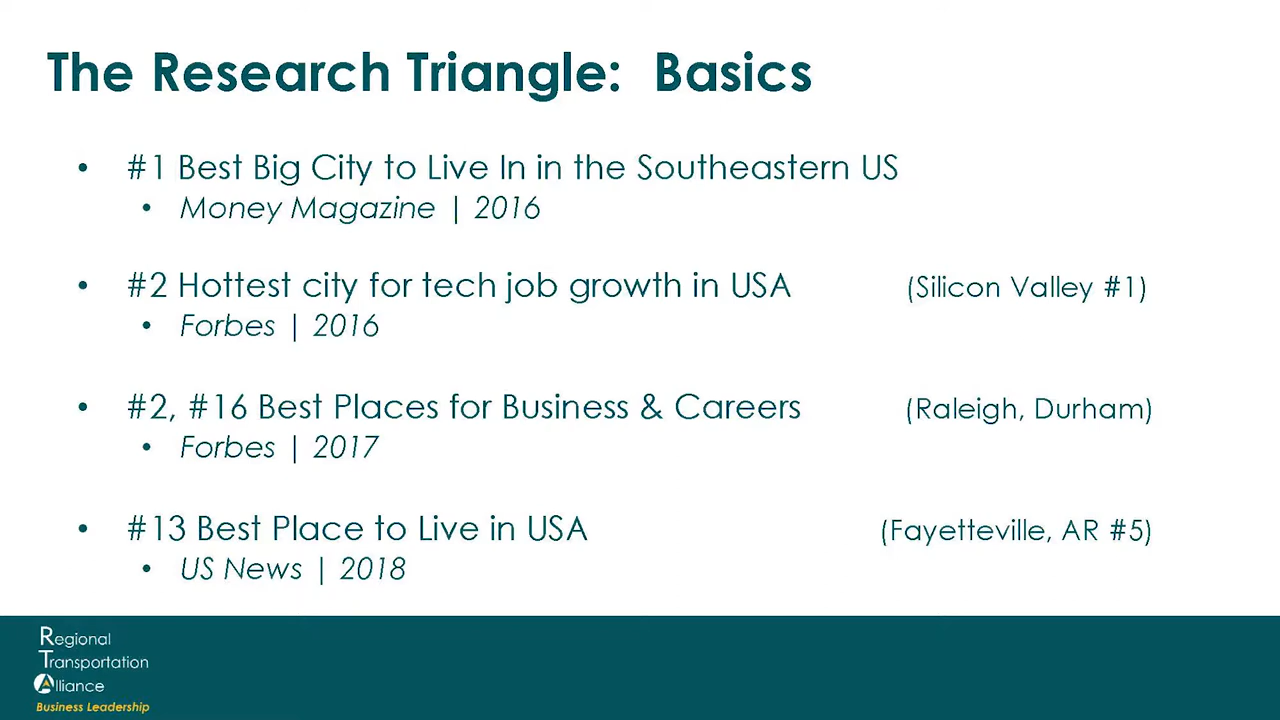 The Research Triangle: Basics
• #1 Best Big City to Live In in the Southeastern US
• Money Magazine | 2016
• #2 Hottest city for tech job growth in USA (Silicon Valley #1)
• Forbes | 2016
• #2, #16 Best Places for Business & Careers (Raleigh, Durham)
• Forbes | 2017
• #13 Best Place to Live in USA (Fayetteville, AR #5)
• US News | 2018
Regional
Transportation
Alliance
Business Leadership